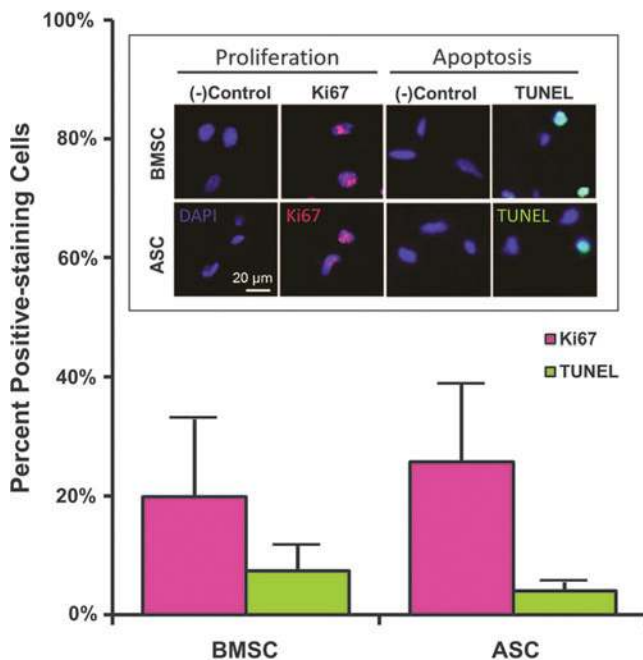 100%
80%
60%
40%
20%
0%
Percent Positive-staining Cells
Proliferation Apoptosis
(-)Control Ki67 (-)Control TUNEL
BMSC
ASC
DAPI Ki67 TUNEL
20 µm
Ki67
TUNEL
BMSC ASC